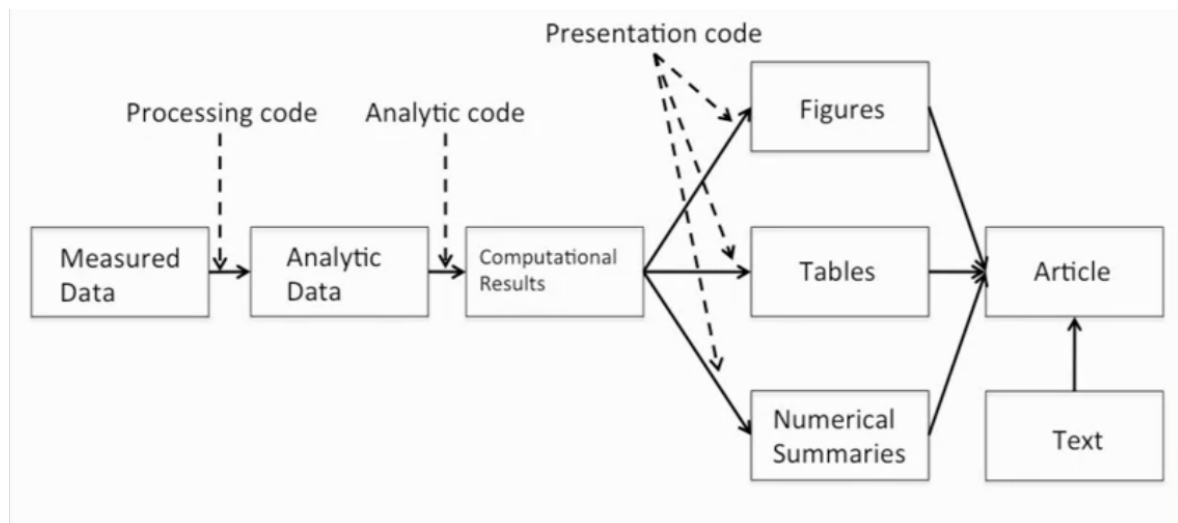 Presentation code
Processing code
Analytic code
Figures
Measured
Data
Analytic
Data
Computational
Results
Tables
Article
Numerical
Summaries
Text